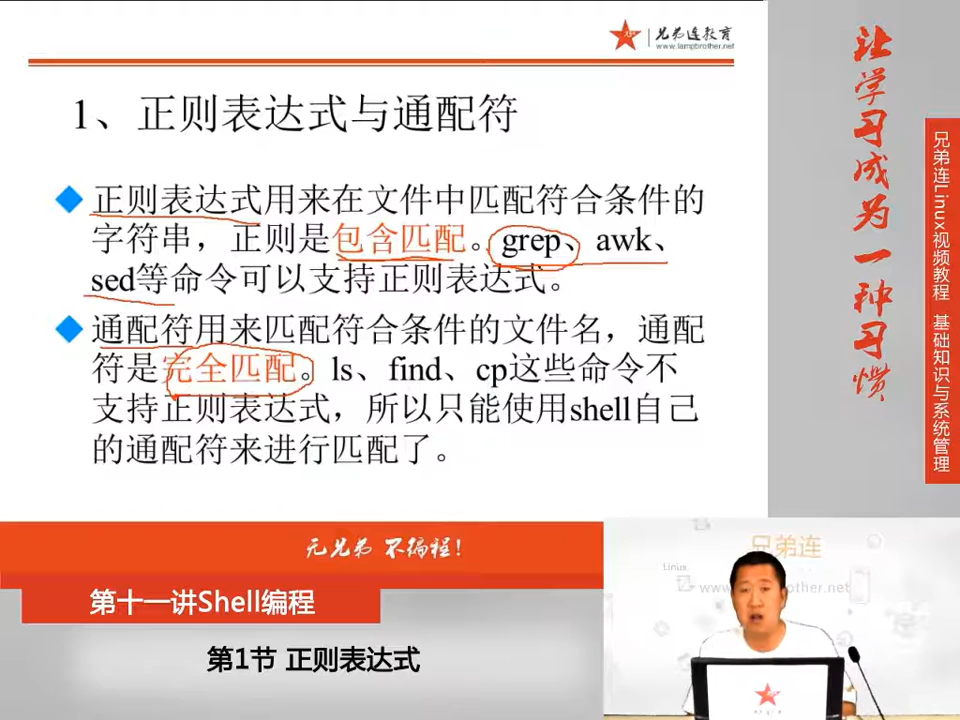 兄弟连教育
www.lampbrother.net
1、正则表达式与通配符
正则表达式用来在文件中匹配符合条件的
字符串，正则是包含匹配。grep、awk、
sed等命令可以支持正则表达式。
通配符用来匹配符合条件的文件名，通配
符是完全匹配。ls、find、cp这些命令不
支持正则表达式，所以只能使用shell自己
的通配符来进行匹配了。
让学习成为一种习惯
兄弟连Linux视频教程 基础知识与系统管理
无兄弟 不编程！
第十一讲Shell编程
第1节 正则表达式
兄弟连
Linux